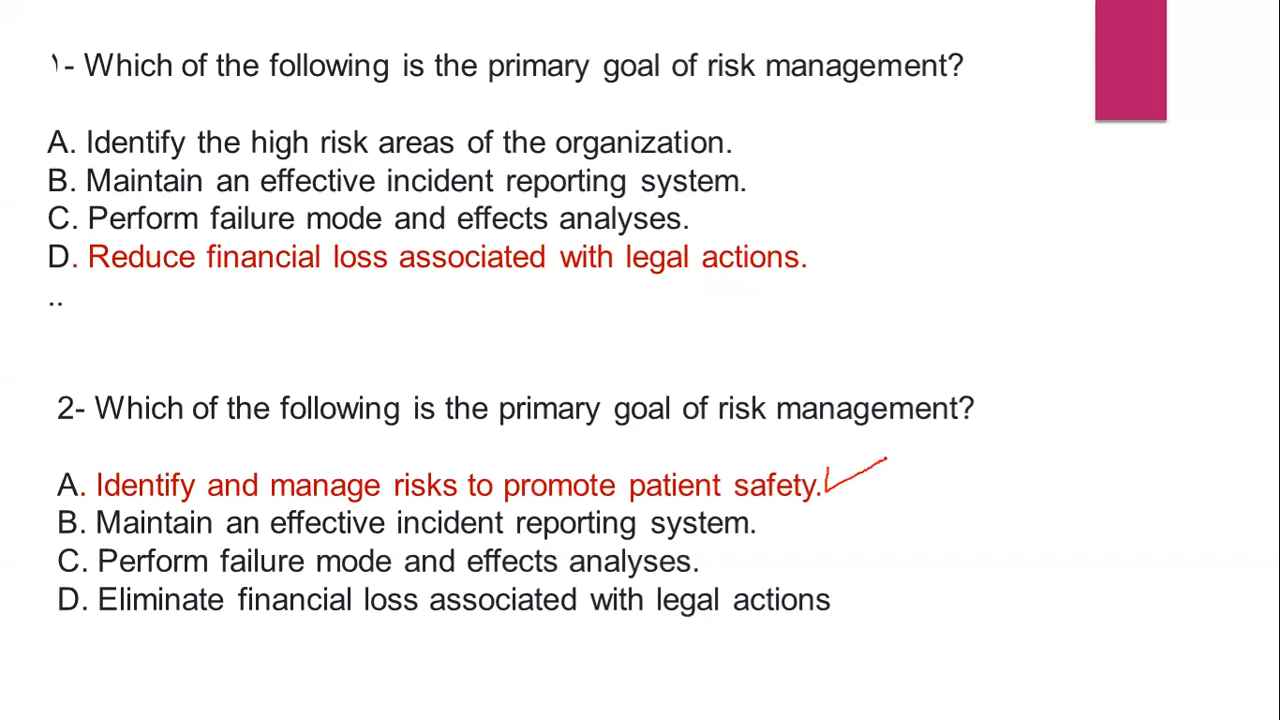 ١- Which of the following is the primary goal of risk management?
A. Identify the high risk areas of the organization.
B. Maintain an effective incident reporting system.
C. Perform failure mode and effects analyses.
D. Reduce financial loss associated with legal actions.
..
2- Which of the following is the primary goal of risk management?
A. Identify and manage risks to promote patient safety.
B. Maintain an effective incident reporting system.
C. Perform failure mode and effects analyses.
D. Eliminate financial loss associated with legal actions